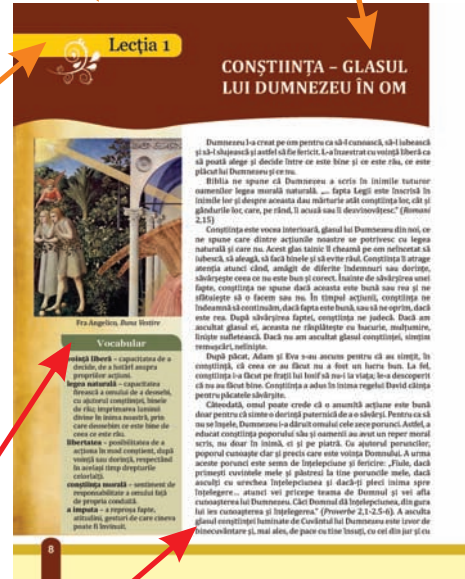 Lecția 1
CONȘTIINȚA – GLASUL
LUI DUMNEZEU ÎN OM
Dumnezeu l-a creat pe om pentru ca să-l cunoască, să-l iubească
și să-l slujească și astfel să fie fericit. L-a înzestrat cu voință liberă ca
să poată alege și decide între ce este bine și ce este rău, ce este
plăcut lui Dumnezeu și ce nu.
Biblia ne spune că Dumnezeu a scris în inimile tuturor
oamenilor legea morală naturală. „... fapta Legii este înscrisă în
inimile lor și despre aceasta dau mărturie atât conștiința lor, cât și
gândurile lor, care, pe rând, îi acuză sau îi dezvinovățesc.” (Romani
2,15)
Conștiința este vocea interioară, glasul lui Dumnezeu din noi, ce
ne spune care dintre acțiunile noastre se potrivesc cu legea
naturală și care nu. Acest glas tainic îl cheamă pe om neîncetat să
iubească, să aleagă, să facă binele și să evite răul. Conștiința îi atrage
atenția atunci când, amăgit de diferite îndemnuri sau dorințe,
săvârșește ceea ce nu este bun și corect. Înainte de săvârșirea unei
fapte, conștiința ne spune dacă aceasta este bună sau rea și ne
sfătuiește să o facem sau nu. În timpul acțiunii, conștiința ne
îndeamnă să continuăm, dacă fapta este bună, sau să ne oprim, dacă
este rea. După săvârșirea faptei, conștiința ne judecă. Dacă am
ascultat glasul ei, aceasta ne răsplătește cu bucurie, mulțumire,
liniște sufletească. Dacă nu am ascultat glasul conștiinței, simțim
remușcări, neliniște.
După păcat, Adam și Eva s-au ascuns pentru că au simțit, în
conștiință, că ceea ce au făcut nu a fost un lucru bun. La fel,
conștiința i-a făcut pe frații lui Iosif să nu-i ia viața; le-a descoperit
că nu au făcut bine. Conștiința a adus în inima regelui David căința
pentru păcatele săvârșite.
Câteodată, omul poate crede că o anumită acțiune este bună
doar pentru că simte o dorință puternică de a o săvârși. Pentru ca să
nu se înșele, Dumnezeu i-a dăruit omului cele zece porunci. Astfel, a
educat conștiința poporului său și oamenii au avut un reper moral
scris, nu doar în inimă, ci și pe piatră. Cu ajutorul poruncilor,
poporul cunoaște clar și precis care este voința Domnului. A urma
aceste porunci este semn de înțelepciune și fericire: „Fiule, dacă
primești cuvintele mele și păstrezi la tine poruncile mele, dacă
asculți cu urechea înțelepciunea și dacă-ți pleci inima spre
înțelegere... atunci vei pricepe teama de Domnul și vei afla
cunoașterea lui Dumnezeu. Căci Domnul dă înțelepciunea, din gura
lui ies cunoașterea și înțelegerea.” (Proverbe 2,1-2.5-6). A asculta
glasul conștiinței luminate de Cuvântul lui Dumnezeu este izvor de
binecuvântare și, mai ales, de pace cu tine însuți, cu cei din jur și cu
Fra Angelico, Buna Vestire
Vocabular
voință liberă – capacitatea de a
decide, de a hotărî asupra
propriilor acțiuni.
legea naturală – capacitatea
firească a omului de a deosebi,
cu ajutorul conștiinței, binele
de rău; imprimarea luminii
divine în inima noastră, prin
care deosebim ce este bine de
ceea ce este rău.
libertatea – posibilitatea de a
acționa în mod conștient, după
voință sau dorință, respectând
în același timp drepturile
celorlalți.
conștiința morală – sentiment de
responsabilitate a omului față
de propria conduită.
a imputa – a reproșa fapte,
atitudini, gesturi de care cineva
poate fi învinuit.
8